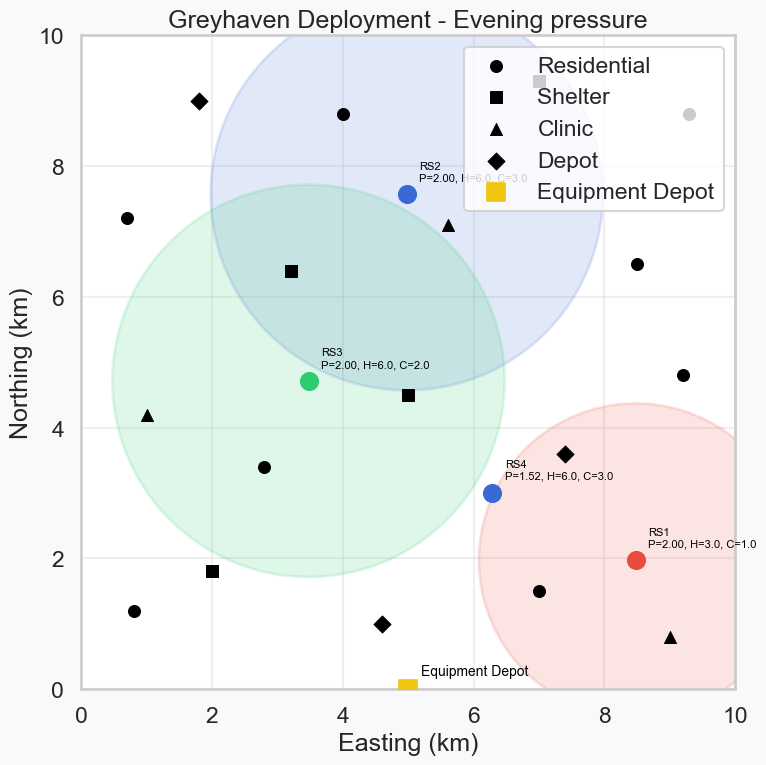 Greyhaven Deployment - Evening pressure
10
8
6
4
2
0
Northing (km)
Residential
Shelter
Clinic
Depot
Equipment Depot
RS2
P=2.00, H=6.0, C=3.0
RS3
P=2.00, H=6.0, C=2.0
RS4
P=1.52, H=6.0, C=3.0
RS1
P=2.00, H=3.0, C=1.0
Equipment Depot
0
2
4
6
8
10
Easting (km)